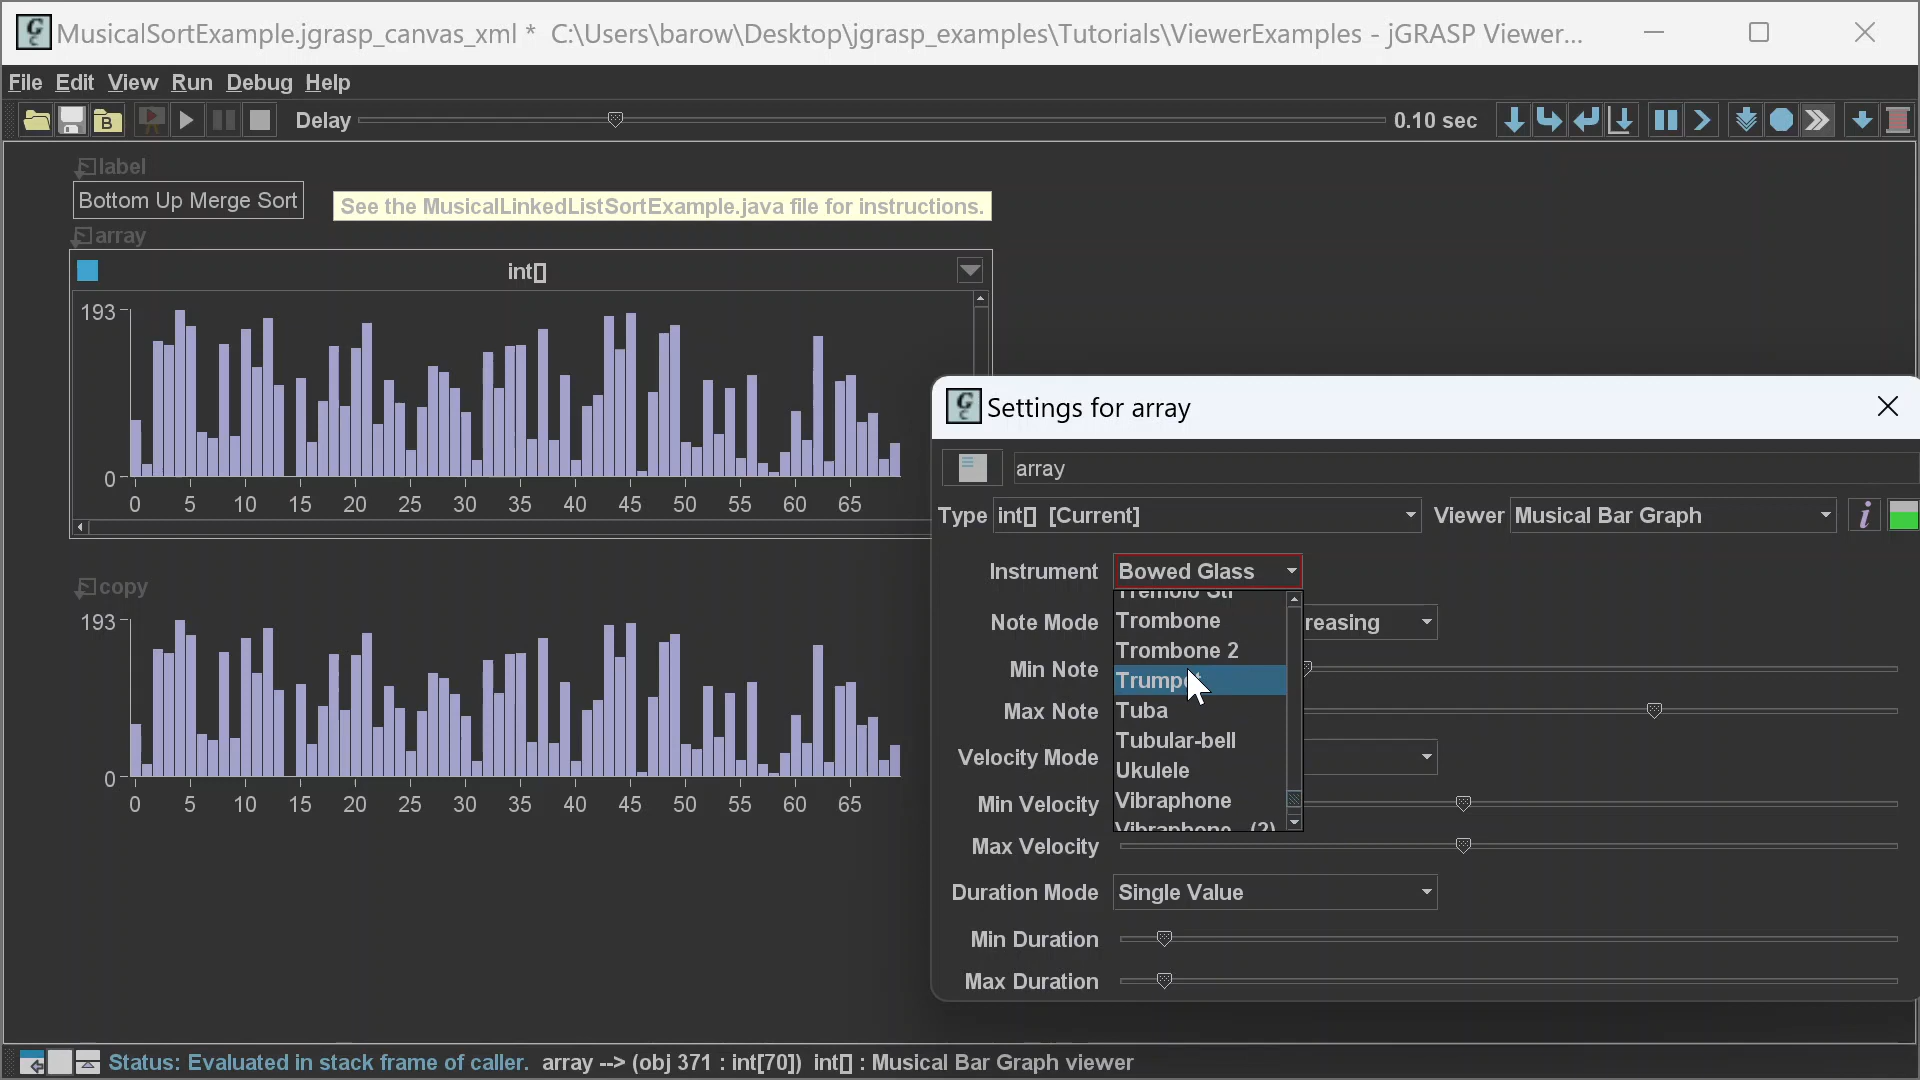 MusicalSortExample.jgrasp_canvas_xml *  C:\Users\barow\Desktop\jgrasp_examples\Tutorials\ViewerExamples - jGRASP Viewer...
File Edit View Run Debug Help
B Delay 0.10 sec
label
Bottom Up Merge Sort
See the MusicalLinkedListSortExample.java file for instructions.
array
int[]
193
0
0 5 10 15 20 25 30 35 40 45 50 55 60 65
copy
193
0
0 5 10 15 20 25 30 35 40 45 50 55 60 65
Settings for array
array
Type int[] [Current] Viewer Musical Bar Graph i
Instrument Bowed Glass
Tremolo Str
Trombone
Trombone 2
Trumpet
Tuba
Tubular-bell
Ukulele
Vibraphone
Vibraphone (2)
Note Mode reasing
Min Note
Max Note
Velocity Mode
Min Velocity
Max Velocity
Duration Mode Single Value
Min Duration
Max Duration
Status: Evaluated in stack frame of caller. array --> (obj 371 : int[70]) int[] : Musical Bar Graph viewer